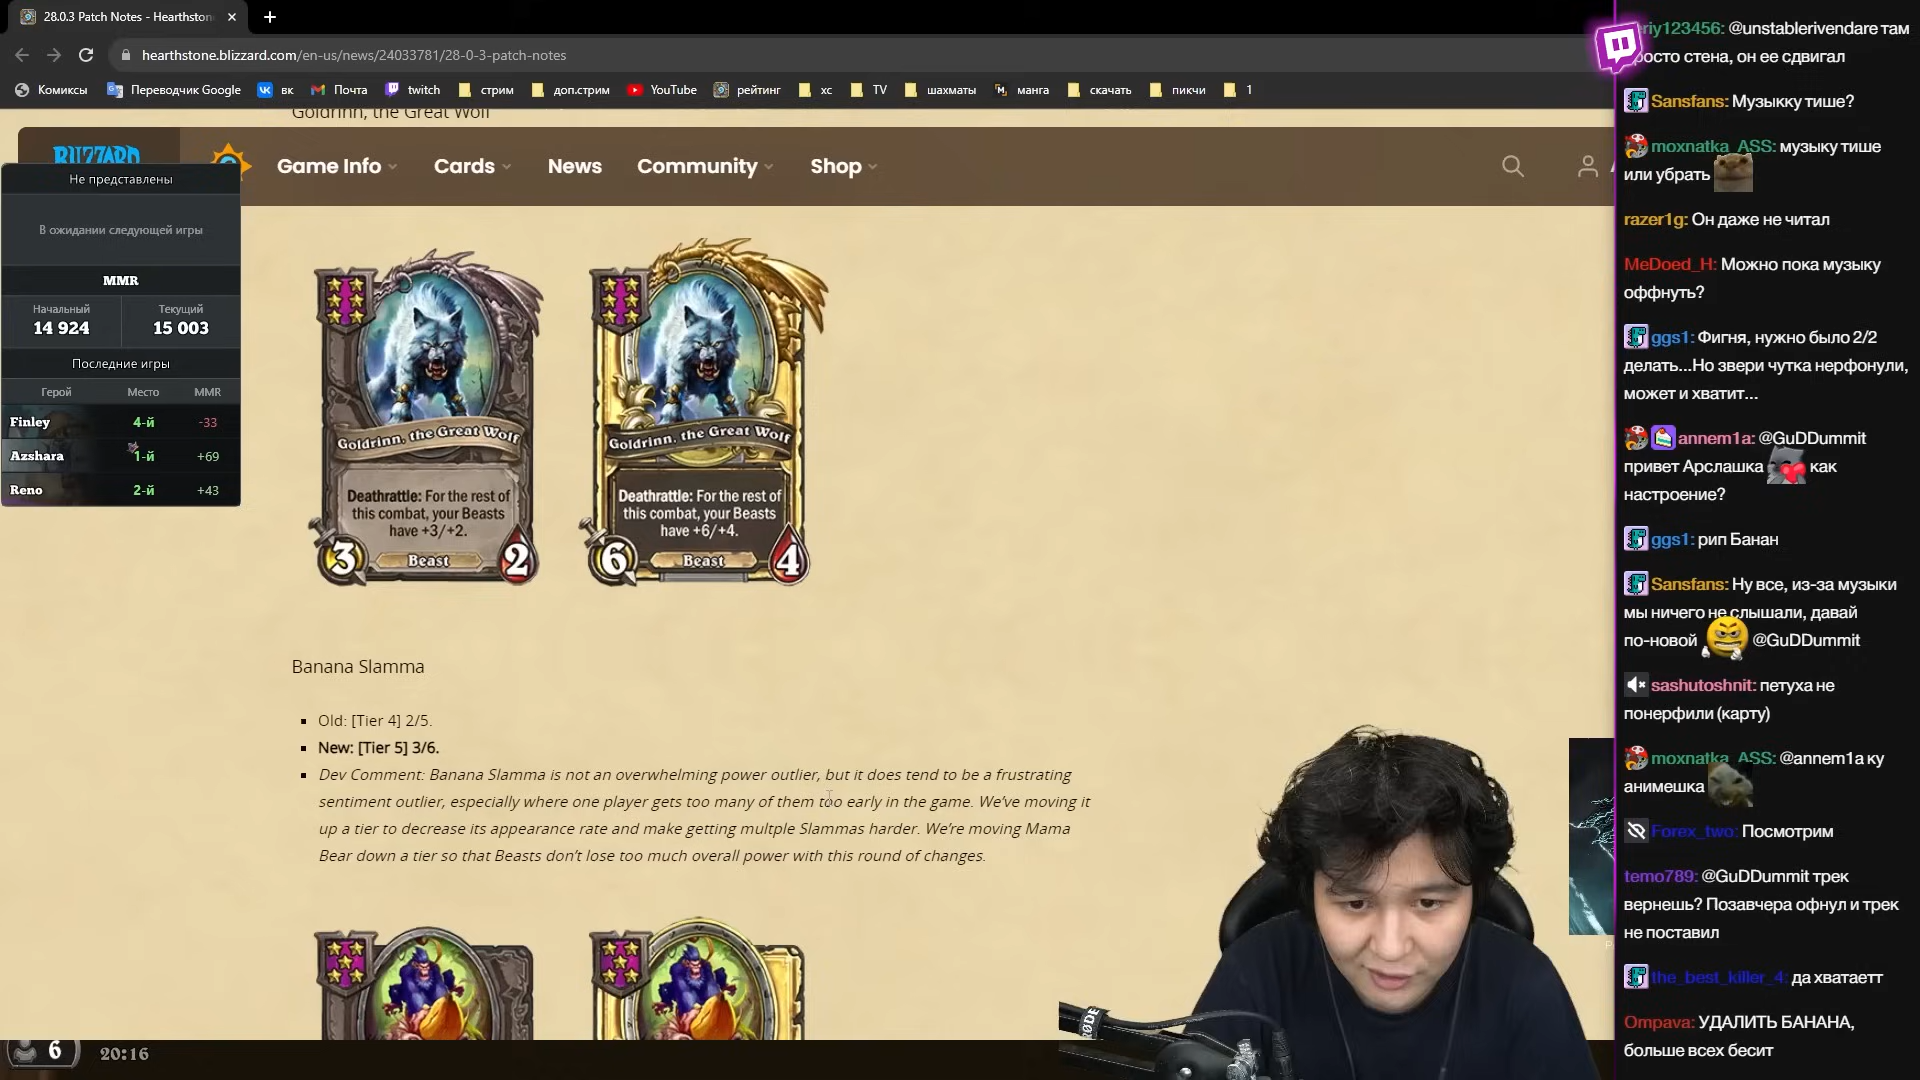 28.0.3 Patch Notes - Hearthston
hearthstone.blizzard.com/en-us/news/24033781/28-0-3-patch-notes
Комиксы
Переводчик Google
вк
Почта
twitch
стрим
доп.стрим
YouTube
рейтинг
хс
TV
шахматы
манга
скачать
пикчи
1
Goldrinn, the Great Wolf
BLIZZARD
Game Info
Cards
News
Community
Shop
Не представлены
В ожидании следующей игры
MMR
Начальный
Текущий
14 924
15 003
Последние игры
Герой
Место
MMR
Finley
4-й
-33
Azshara
1-й
+69
Reno
2-й
+43
Goldrinn, the Great Wolf
Deathrattle: For the rest of
this combat, your Beasts
have +3/+2.
3
Beast
2
Goldrinn, the Great Wolf
Deathrattle: For the rest of
this combat, your Beasts
have +6/+4.
6
Beast
4
Banana Slamma
Old: [Tier 4] 2/5.
New: [Tier 5] 3/6.
Dev Comment: Banana Slamma is not an overwhelming power outlier, but it does tend to be a frustrating
sentiment outlier, especially where one player gets too many of them too early in the game. We’ve moving it
up a tier to decrease its appearance rate and make getting multple Slammas harder. We’re moving Mama
Bear down a tier so that Beasts don’t lose too much overall power with this round of changes.
6
20:16
RØDE
riy123456: @unstablerivendare там
росто стена, он ее сдвигал
Sansfans: Музыкку тише?
moxnatka_ASS: музыку тише
или убрать
razer1g: Он даже не читал
MeDoed_H: Можно пока музыку
оффнуть?
ggs1: Фигня, нужно было 2/2
делать...Но звери чутка нерфонули,
может и хватит...
annem1a: @GuDDummit
привет Арслашка как
настроение?
ggs1: рип Банан
Sansfans: Ну все, из-за музыки
мы ничего не слышали, давай
по-новой @GuDDummit
sashutoshnit: петуха не
понерфили (карту)
moxnatka_ASS: @annem1a ку
анимешка
Forex_two: Посмотрим
temo789: @GuDDummit трек
вернешь? Позавчера офнул и трек
не поставил
the_best_killer_4: да хватаетт
Ompava: УДАЛИТЬ БАНАНА,
больше всех бесит